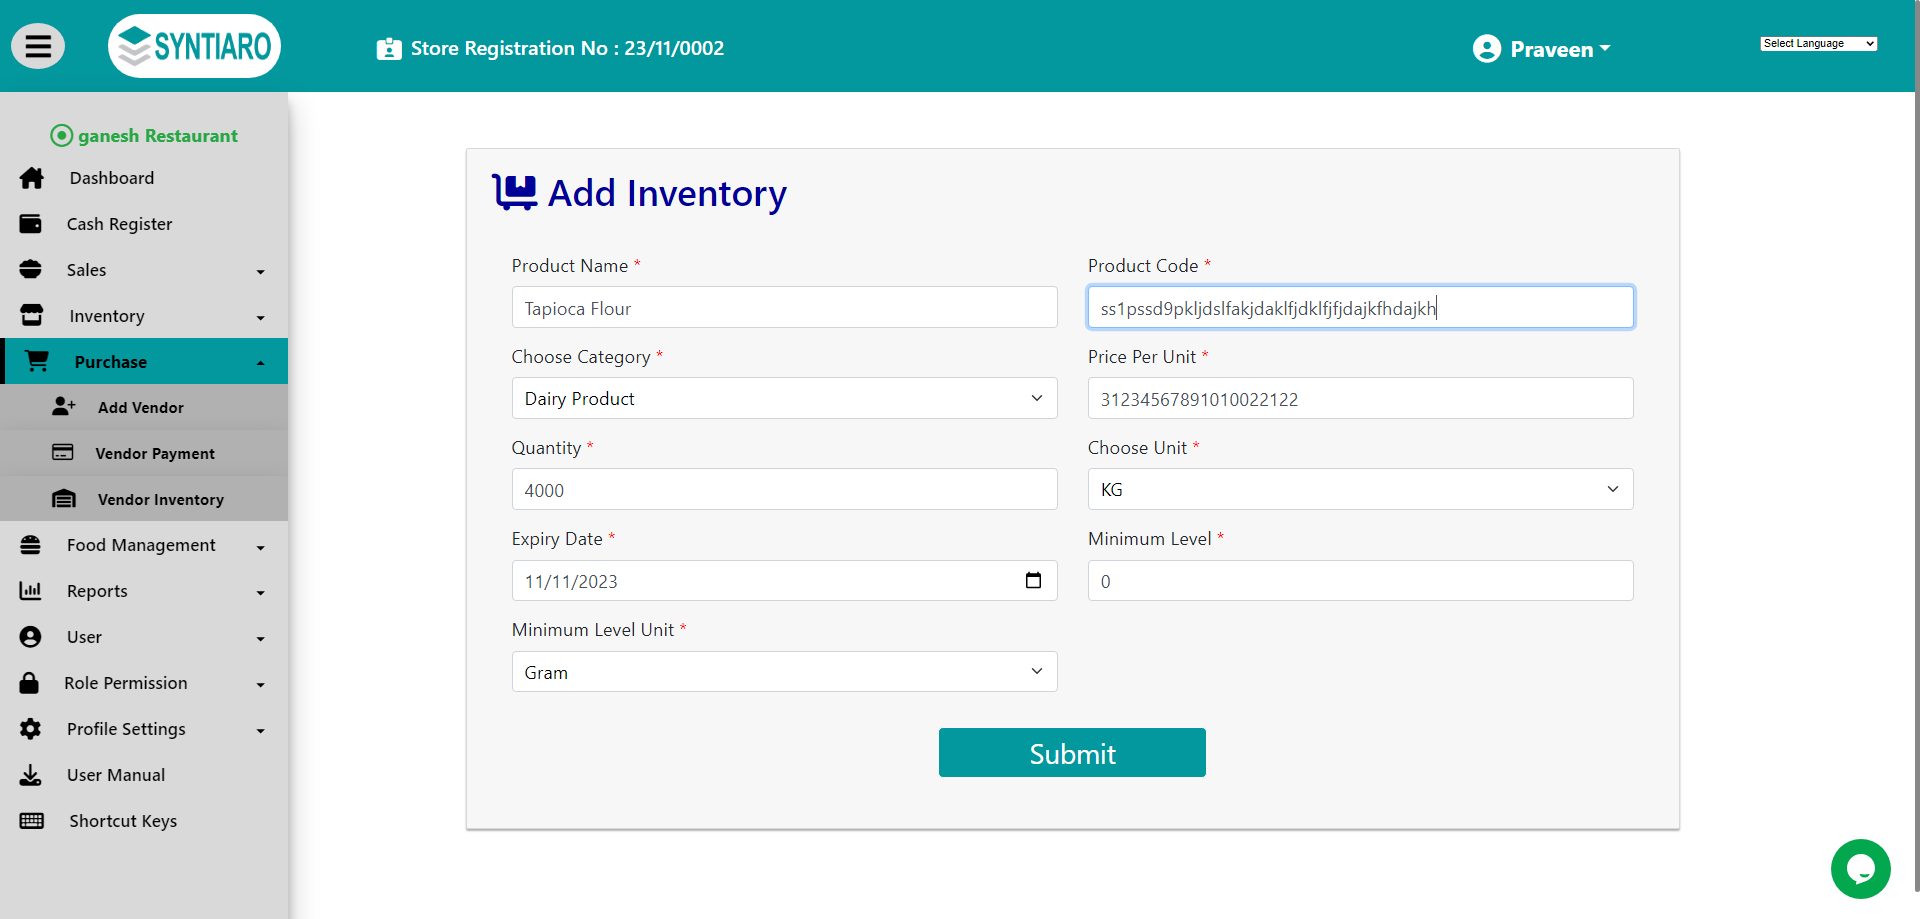 SYNTIARO
Store Registration No : 23/11/0002
Praveen
Select Language
ganesh Restaurant
Dashboard
Cash Register
Sales
Inventory
Purchase
Add Vendor
Vendor Payment
Vendor Inventory
Food Management
Reports
User
Role Permission
Profile Settings
User Manual
Shortcut Keys
Add Inventory
Product Name *
Tapioca Flour
Product Code *
ss1pssd9pkljdslfakjdaklfjdklfjfjdajkfhdajkh
Choose Category *
Dairy Product
Price Per Unit *
31234567891010022122
Quantity *
4000
Choose Unit *
KG
Expiry Date *
11/11/2023
Minimum Level *
0
Minimum Level Unit *
Gram
Submit